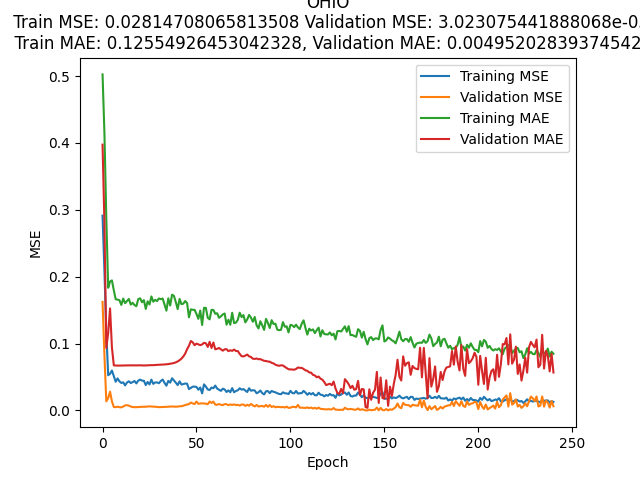 OHIO
Train MSE: 0.02814708065813508 Validation MSE: 3.023075441888068e-0
Train MAE: 0.12554926453042328, Validation MAE: 0.00495202839374542
Training MSE
Validation MSE
Training MAE
Validation MAE
0.5
0.4
0.3
0.2
0.1
0.0
MSE
0 50 100 150 200 250
Epoch